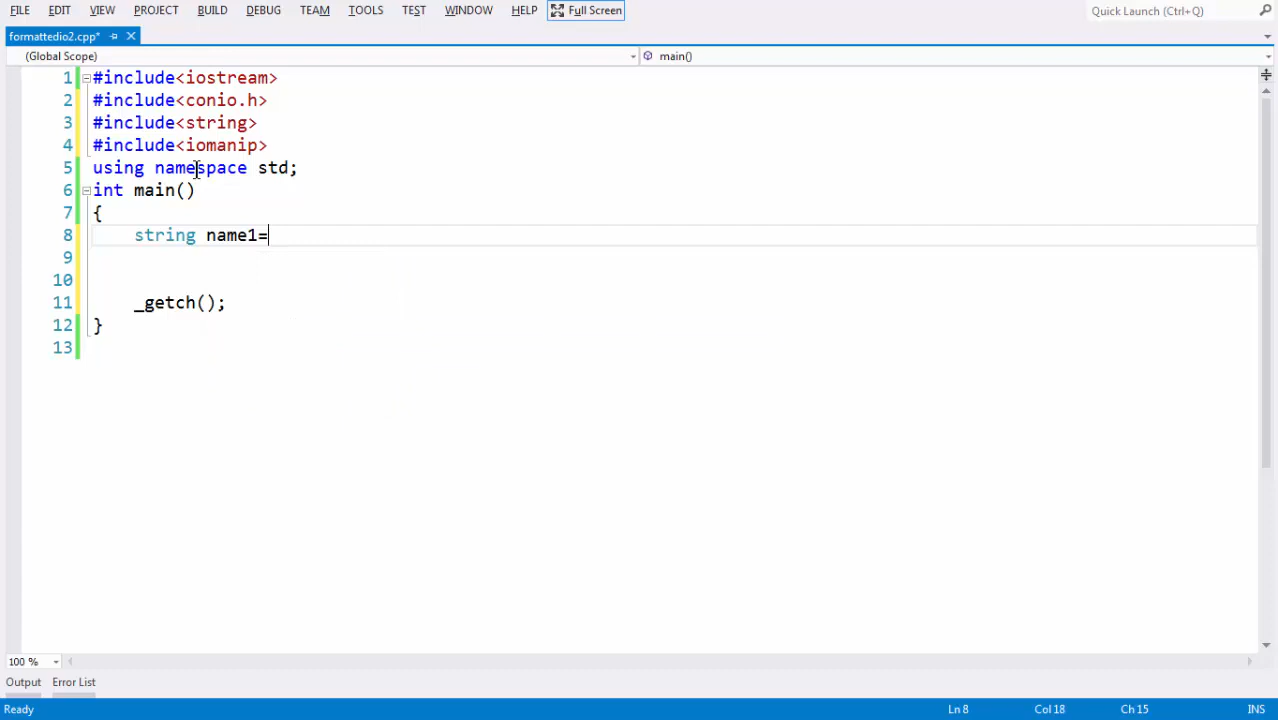 FILE EDIT VIEW PROJECT BUILD DEBUG TEAM TOOLS TEST WINDOW HELP Full Screen Quick Launch (Ctrl+Q)
formattedio2.cpp*
(Global Scope) main()
1 #include<iostream>
2 #include<conio.h>
3 #include<string>
4 #include<iomanip>
5 using namespace std;
6 int main()
7 {
8 string name1=
9
10
11 _getch();
12 }
13
100 %
Output Error List
Ready Ln 8 Col 18 Ch 15 INS